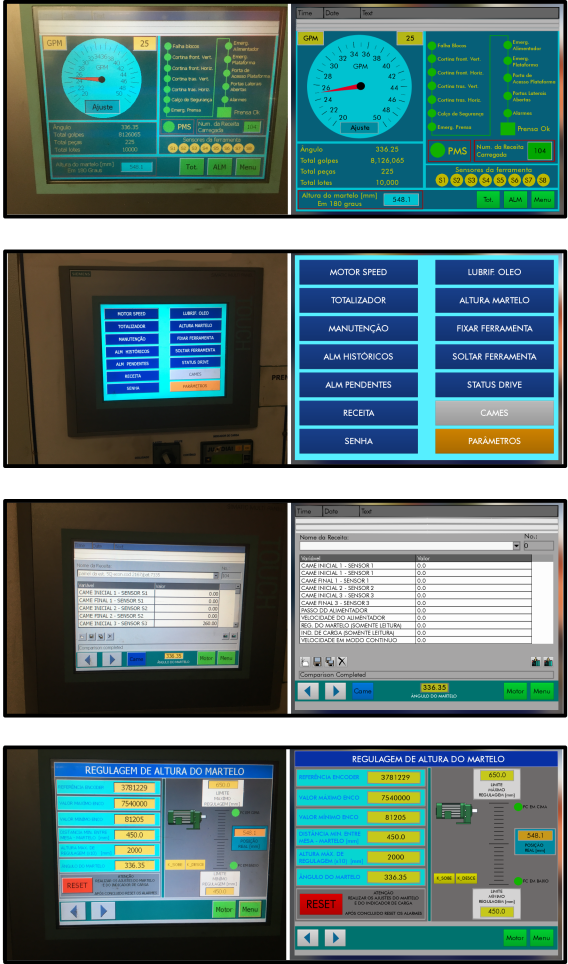 GPM 25
34 36
GPM
Ajuste
Falha blocos
Cortina front. Vert.
Cortina front. Horiz.
Cortina tras. Vert.
Cortina tras. Horiz.
Calço de Segurança
Emerg. Prensa
Emerg. Alimentador
Emerg. Plataforma
Porta de Acesso Plataforma
Portas Laterais Abertas
Alarmes
Prensa Ok
PMS Num. da Receita Carregada 104
Sensores da ferramenta
Ângulo 336.35
Total golpes 8126065
Total peças 225
Total lotes 10000
Altura do martelo [mm]
Em 180 Graus 548.1
Tot. ALM Menu
Time Date Text
GPM 25
34 36
32 38
30 GPM 40
28 42
26 44
24 46
22 48
20 50
Ajuste
Falha Blocos
Cortina front. Vert.
Cortina front. Horiz.
Cortina tras. Vert.
Cortina tras. Horiz.
Calço de Segurança
Emerg. Prensa
Emerg. Alimentador
Emerg. Plataforma
Porta de Acesso Plataforma
Portas Laterais Abertas
Alarmes
Prensa Ok
PMS Num. da Receita Carregada 104
Sensores da ferramenta
S1 S2 S3 S4 S5 S6 S7 S8
Ângulo 336.25
Total golpes 8,126,065
Total peças 225
Total lotes 10,000
Altura do martelo [mm]
Em 180 graus 548.1
Tot. ALM Menu
SIEMENS
MOTOR SPEED LUBRIF. OLEO
TOTALIZADOR ALTURA MARTELO
MANUTENÇÃO FIXAR FERRAMENTA
ALM HISTÓRICOS SOLTAR FERRAMENTA
ALM PENDENTES STATUS DRIVE
RECEITA CAMES
SENHA PARÂMETROS
MOTOR SPEED LUBRIF. OLEO
TOTALIZADOR ALTURA MARTELO
MANUTENÇÃO FIXAR FERRAMENTA
ALM HISTÓRICOS SOLTAR FERRAMENTA
ALM PENDENTES STATUS DRIVE
RECEITA CAMES
SENHA PARÂMETROS
Nome da Receita:
Variável Valor
CAME INICIAL 1 - SENSOR S1 0.00
CAME FINAL 1 - SENSOR S1 0.00
CAME INICIAL 2 - SENSOR S2 0.00
CAME FINAL 2 - SENSOR S2 0.00
CAME INICIAL 3 - SENSOR S3 260.00
Comparison completed
Came 336.35
ÂNGULO DO MARTELO
Motor Menu
Time Date Text
Nome da Receita: No.:
0
Variável Valor
CAME INICIAL 1 - SENSOR 1 0.0
CAME INICIAL 1 - SENSOR 1 0.0
CAME FINAL 1 - SENSOR 1 0.0
CAME INICIAL 2 - SENSOR 3 0.0
CAME INICIAL 3 - SENSOR 3 0.0
CAME FINAL 3 - SENSOR 3 0.0
PASSO DO ALIMENTADOR 0.0
VELOCIDADE DO ALIMENTADOR 0.0
REG. DO MARTELO (SOMENTE LEITURA) 0.0
IND. DE CARGA (SOMENTE LEITURA) 0.0
VELOCIDADE EM MODO CONTINUO 0.0
Comparison Completed
Came 336.35
ÂNGULO DO MARTELO
Motor Menu
REGULAGEM DE ALTURA DO MARTELO
REFERÊNCIA ENCODER 3781229
VALOR MÁXIMO ENCO 7540000
VALOR MÍNIMO ENCO 81205
DISTÂNCIA MIN. ENTRE MESA - MARTELO [mm] 450.0
ALTURA MAX. DE REGULAGEM 2000
ÂNGULO DO MARTELO 336.35
650.0
LIMITE MÁXIMO REGULAGEM [mm]
548.1
POSIÇÃO REAL [mm]
K_SOBE K_DESCE
LIMITE MÍNIMO REGULAGEM [mm]
450.0
RESET
ATENÇÃO
REALIZAR OS AJUSTES DO MARTELO
E DO INDICADOR DE CARGA
APÓS CONCLUIDO RESET OS ALARMES
Motor Menu
REGULAGEM DE ALTURA DO MARTELO
REFERÊNCIA ENCODER 3781229
VALOR MÁXIMO ENCO 7540000
VALOR MÍNIMO ENCO 81205
DISTÂNCIA MIN. ENTRE MESA - MARTELO [mm] 450.0
ALTURA MAX. DE REGULAGEM x10 [mm] 2000
ÂNGULO DO MARTELO 336.35
650.0
LIMITE MÁXIMO REGULAGEM [mm]
FC EM CIMA
548.1
POSIÇÃO REAL [mm]
K_SOBE K_DESCE
FC EM BAIXO
LIMITE MÍNIMO REGULAGEM [mm]
450.0
RESET
ATENÇÃO
REALIZAR OS AJUSTES DO MARTELO
E DO INDICADOR DE CARGA
APÓS CONCLUIDO RESET OS ALARMES
Motor Menu